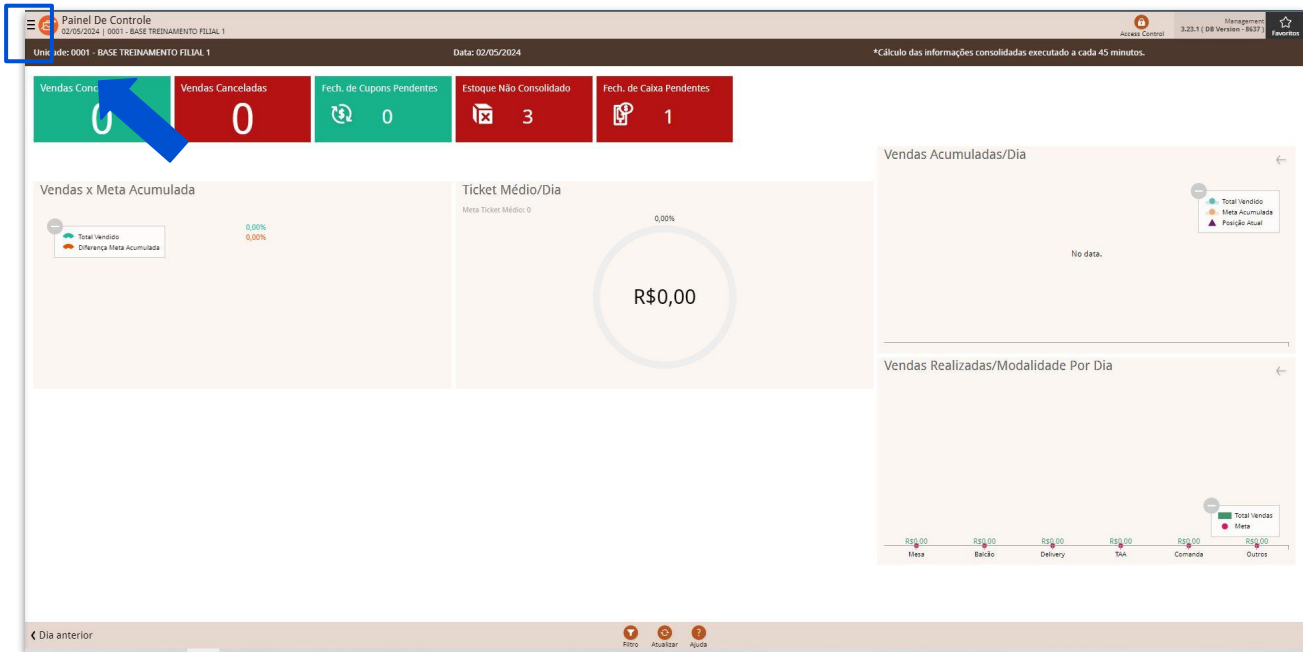 Painel De Controle
02/05/2024 | 0001 - BASE TREINAMENTO FILIAL 1
Access Control
Management
3.23.1 ( DB Version - 8637 )
Favoritos
Unidade: 0001 - BASE TREINAMENTO FILIAL 1
Data: 02/05/2024
*Cálculo das informações consolidadas executado a cada 45 minutos.
Vendas Conc
0
Vendas Canceladas
0
Fech. de Cupons Pendentes
0
Estoque Não Consolidado
3
Fech. de Caixa Pendentes
1
Vendas x Meta Acumulada
Total Vendido
Diferença Meta Acumulada
0,00%
0,00%
Ticket Médio/Dia
Meta Ticket Médio: 0
0,00%
R$0,00
Vendas Acumuladas/Dia
Total Vendido
Meta Acumulada
Posição Atual
No data.
Vendas Realizadas/Modalidade Por Dia
Total Vendas
Meta
R$0,00 R$0,00 R$0,00 R$0,00 R$0,00 R$0,00
Mesa Balcão Delivery TAA Comanda Outros
Dia anterior
Filtro Atualizar Ajuda